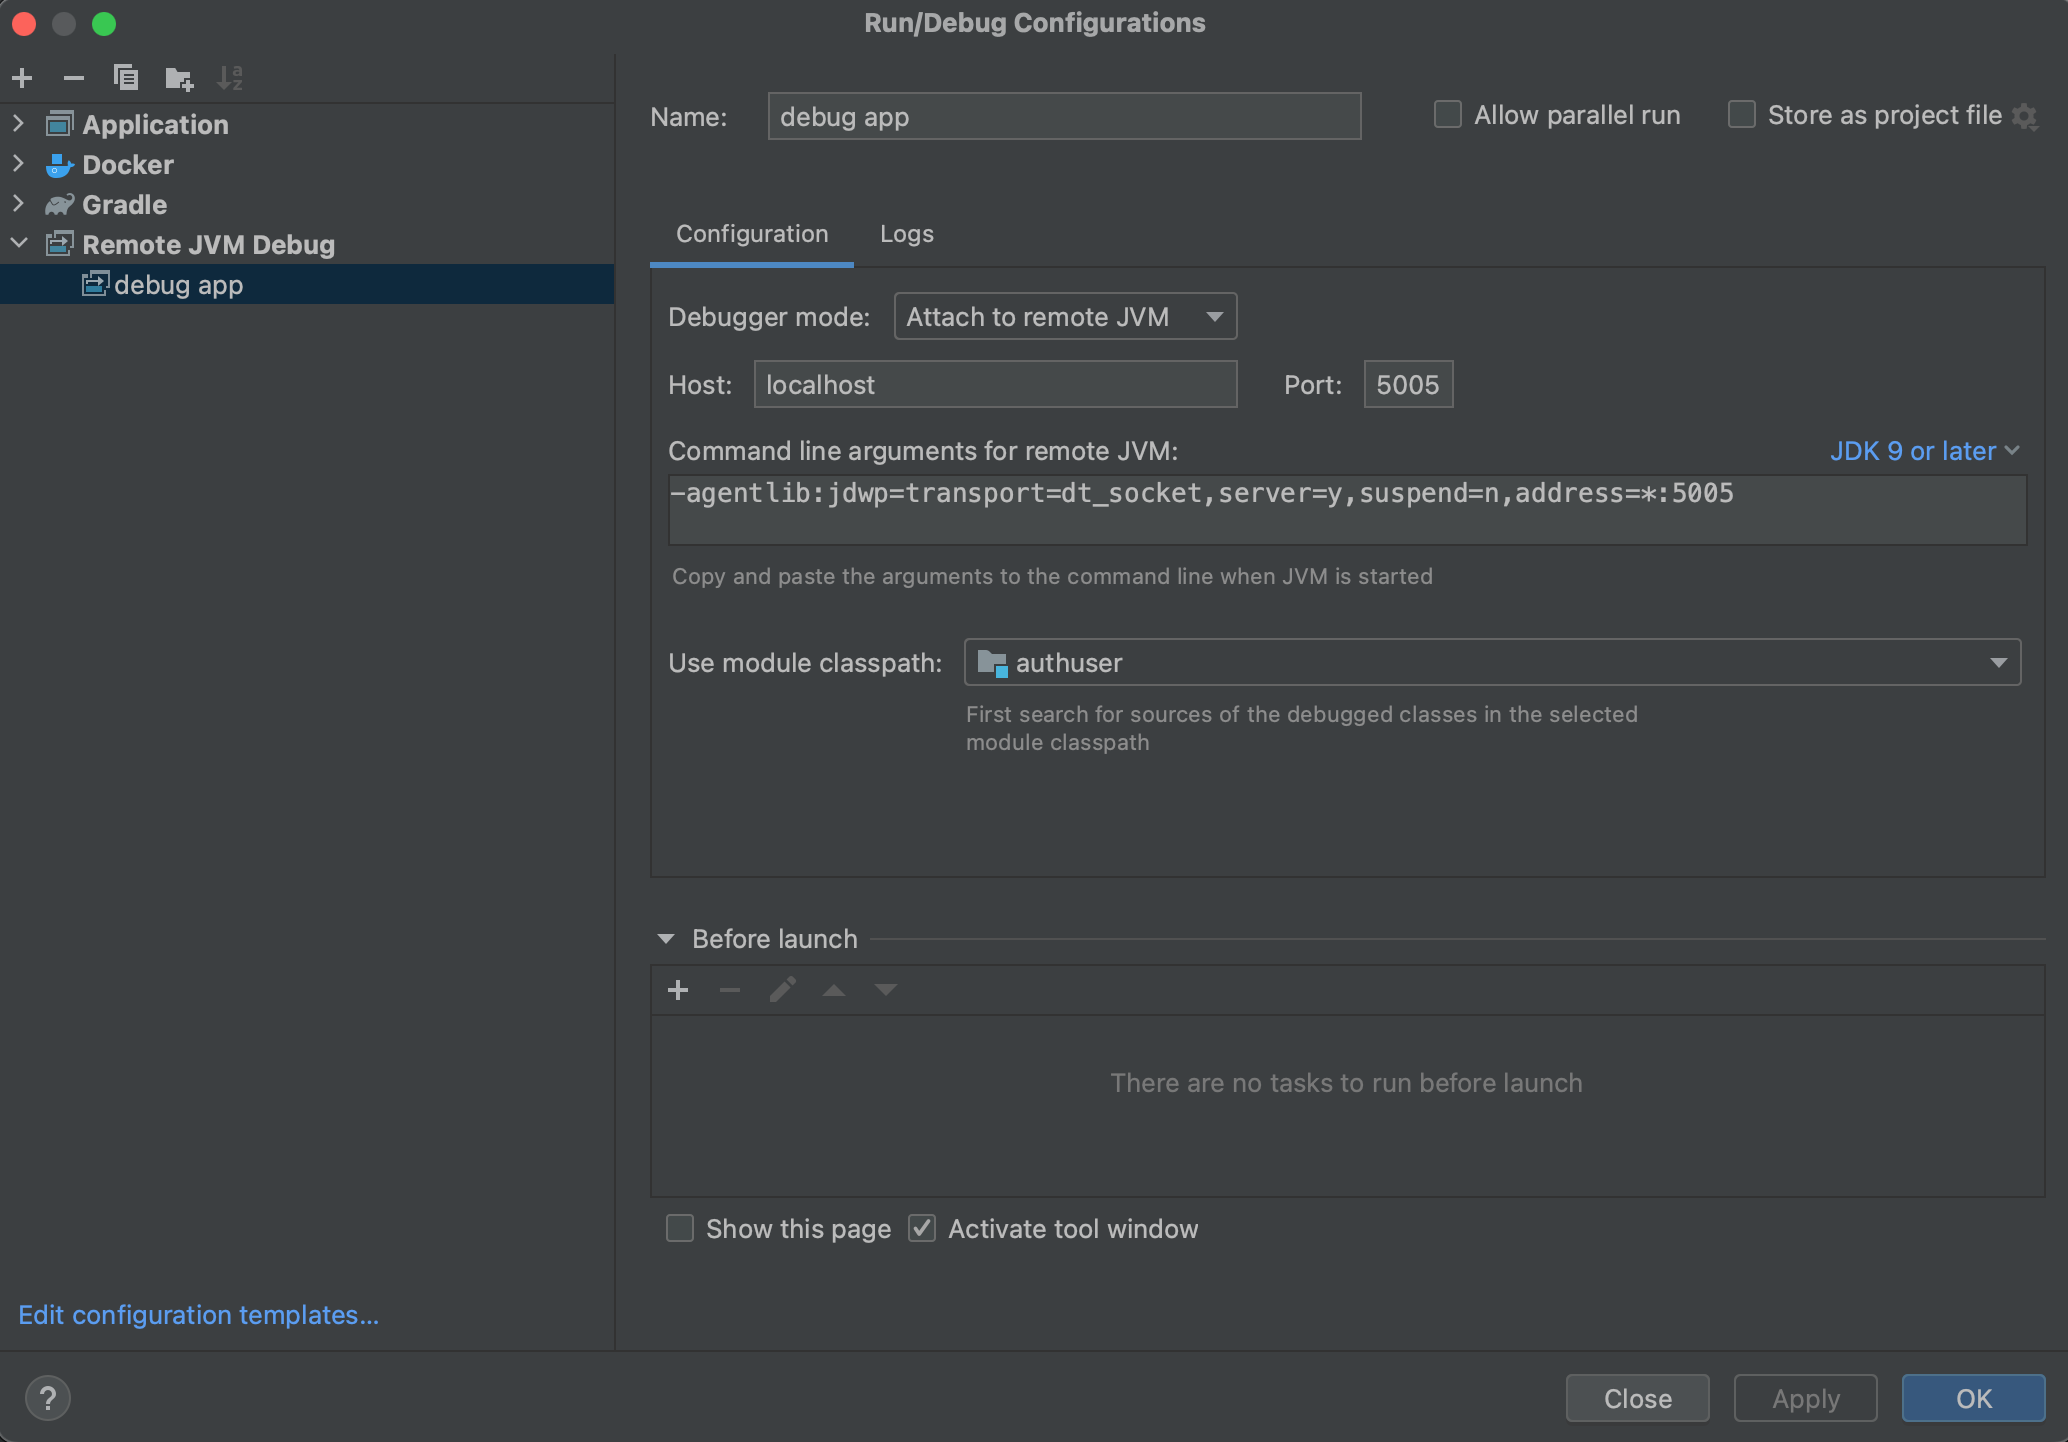 Run/Debug Configurations
Application
Docker
Gradle
Remote JVM Debug
debug app
Edit configuration templates...
Name: debug app Allow parallel run Store as project file
Configuration Logs
Debugger mode: Attach to remote JVM
Host: localhost Port: 5005
Command line arguments for remote JVM: JDK 9 or later
-agentlib:jdwp=transport=dt_socket,server=y,suspend=n,address=*:5005
Copy and paste the arguments to the command line when JVM is started
Use module classpath: authuser
First search for sources of the debugged classes in the selected
module classpath
Before launch
There are no tasks to run before launch
Show this page Activate tool window
? Close Apply OK